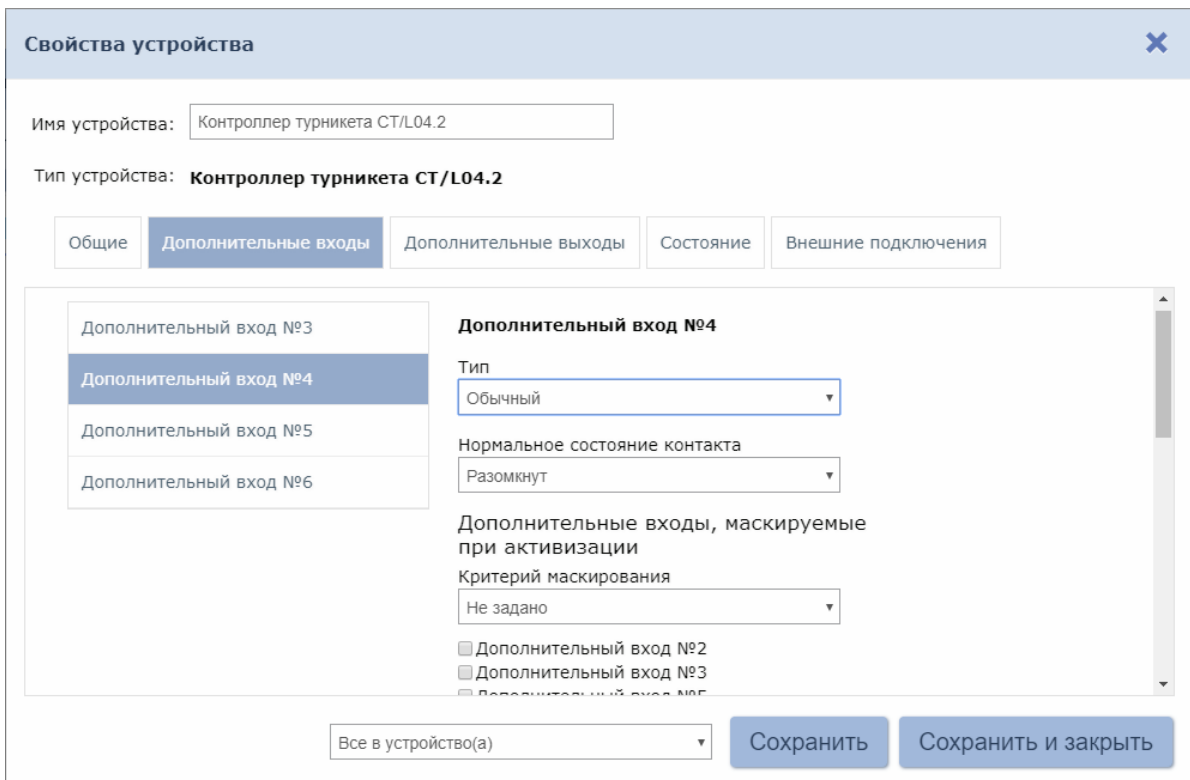 Свойства устройства
Имя устройства: Контроллер турникета CT/L04.2
Тип устройства: Контроллер турникета CT/L04.2
Общие Дополнительные входы Дополнительные выходы Состояние Внешние подключения
Дополнительный вход №3
Дополнительный вход №4
Дополнительный вход №5
Дополнительный вход №6
Дополнительный вход №4
Тип
Обычный
Нормальное состояние контакта
Разомкнут
Дополнительные входы, маскируемые
при активизации
Критерий маскирования
Не задано
Дополнительный вход №2
Дополнительный вход №3
Дополнительный вход №5
Все в устройство(а) Сохранить Сохранить и закрыть